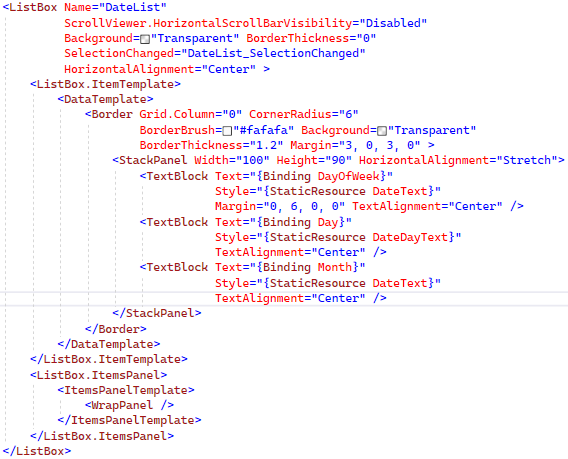 <ListBox Name="DateList"
         ScrollViewer.HorizontalScrollBarVisibility="Disabled"
         Background="Transparent" BorderThickness="0"
         SelectionChanged="DateList_SelectionChanged"
         HorizontalAlignment="Center" >
    <ListBox.ItemTemplate>
        <DataTemplate>
            <Border Grid.Column="0" CornerRadius="6"
                    BorderBrush="#fafafa" Background="Transparent"
                    BorderThickness="1.2" Margin="3, 0, 3, 0" >
                <StackPanel Width="100" Height="90" HorizontalAlignment="Stretch">
                    <TextBlock Text="{Binding DayOfWeek}"
                               Style="{StaticResource DateText}"
                               Margin="0, 6, 0, 0" TextAlignment="Center" />
                    <TextBlock Text="{Binding Day}"
                               Style="{StaticResource DateDayText}"
                               TextAlignment="Center" />
                    <TextBlock Text="{Binding Month}"
                               Style="{StaticResource DateText}"
                               TextAlignment="Center" />
                </StackPanel>
            </Border>
        </DataTemplate>
    </ListBox.ItemTemplate>
    <ListBox.ItemsPanel>
        <ItemsPanelTemplate>
            <WrapPanel />
        </ItemsPanelTemplate>
    </ListBox.ItemsPanel>
</ListBox>